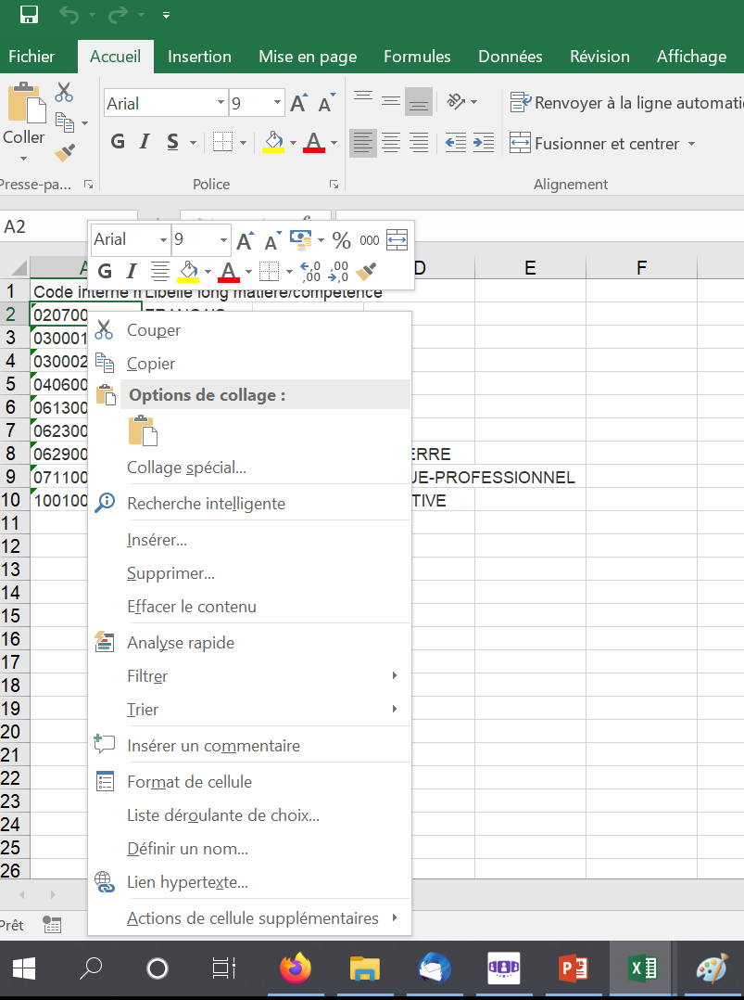 Fichier Accueil Insertion Mise en page Formules Données Révision Affichage
Arial 9 A A Renvoyer à la ligne automati
Coller G I S A Fusionner et centrer
Presse-pa... Police Alignement
A2
Arial 9 A A % 000
G I A ,00 ,00
D E F
1 Code interne m Libelle long matiere/competence
2 020700
3 030001
4 030002
5 040600
6 061300
7 062300
8 062900 ERRE
9 071100 UE-PROFESSIONNEL
10 100100 TIVE
11
12
13
14
15
16
17
18
19
20
21
22
23
24
25
26
Couper
Copier
Options de collage :
Collage spécial...
Recherche intelligente
Insérer...
Supprimer...
Effacer le contenu
Analyse rapide
Filtrer
Trier
Insérer un commentaire
Format de cellule
Liste déroulante de choix...
Définir un nom...
Lien hypertexte...
Actions de cellule supplémentaires
Prêt